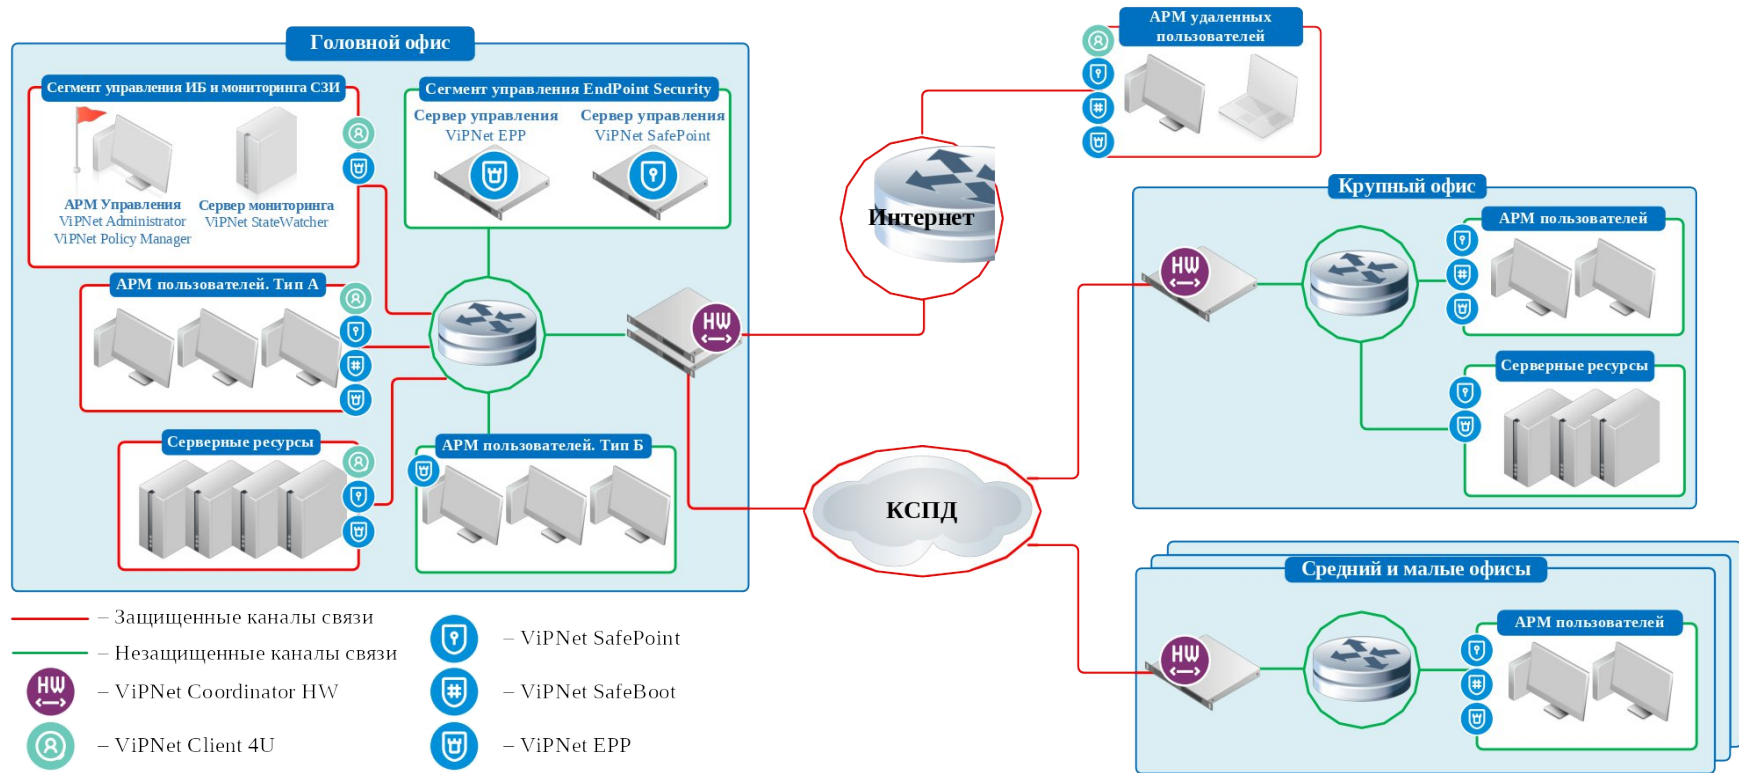 Головной офис
Сегмент управления ИБ и мониторинга СЗИ
АРМ Управления
ViPNet Administrator
ViPNet Policy Manager
Сервер мониторинга
ViPNet StateWatcher
Сегмент управления EndPoint Security
Сервер управления
ViPNet EPP
Сервер управления
ViPNet SafePoint
АРМ пользователей. Тип А
Серверные ресурсы
АРМ пользователей. Тип Б
HW
Интернет
КСПД
АРМ удаленных
пользователей
Крупный офис
HW
АРМ пользователей
Серверные ресурсы
Средний и малые офисы
HW
АРМ пользователей
– Защищенные каналы связи
– Незащищенные каналы связи
HW – ViPNet Coordinator HW
– ViPNet Client 4U
– ViPNet SafePoint
– ViPNet SafeBoot
– ViPNet EPP